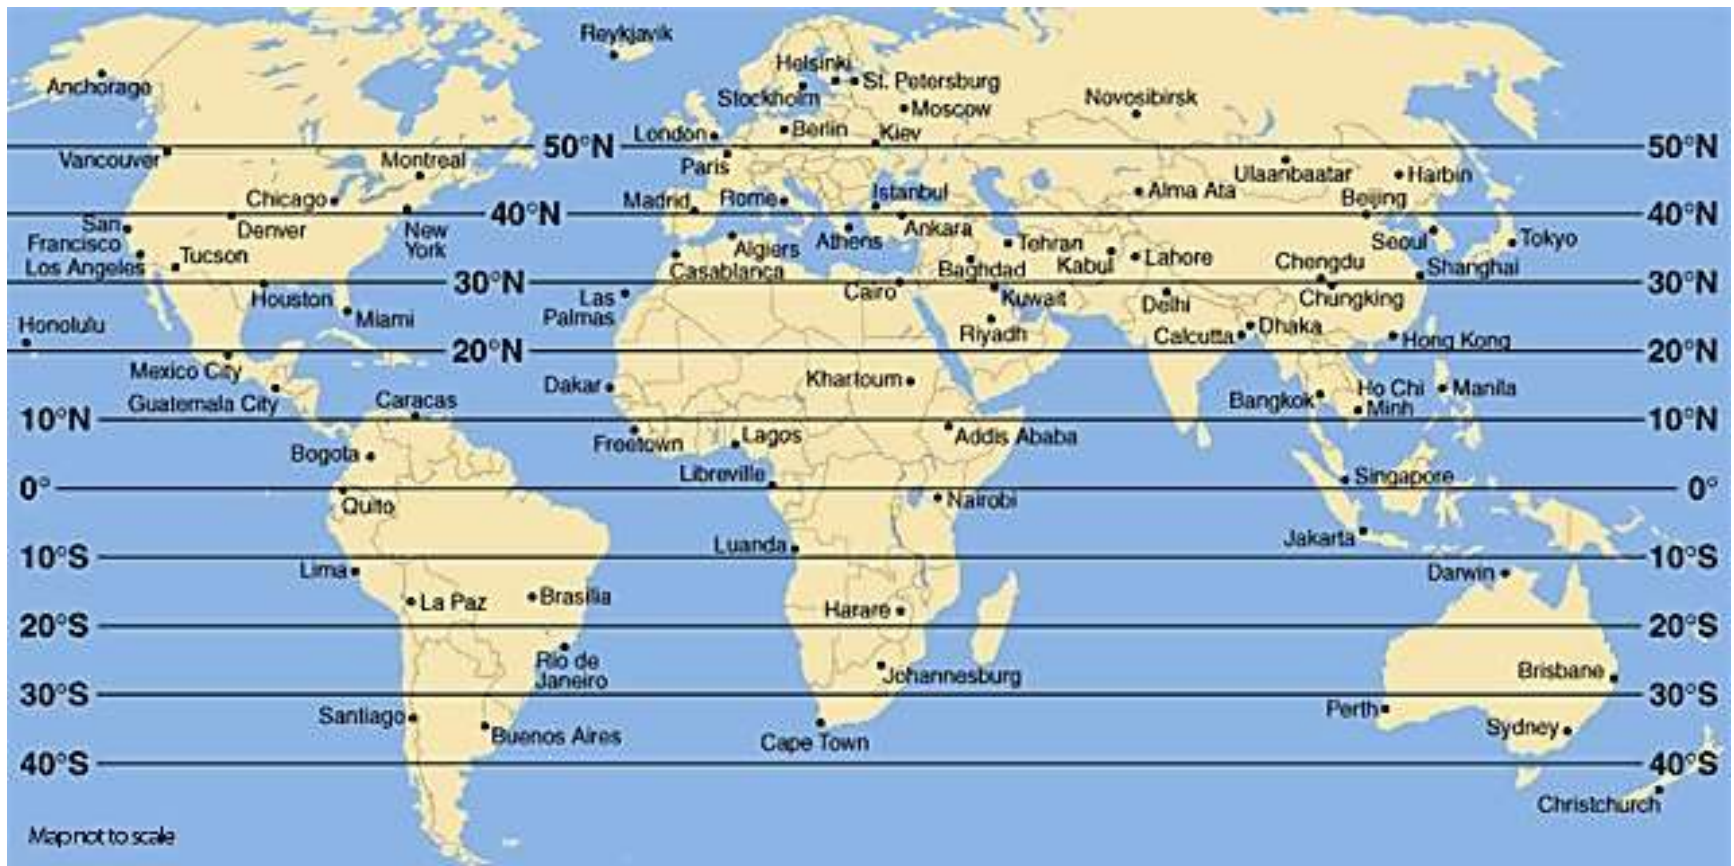 Reykjavik
Helsinki
St. Petersburg
Anchorage
Stockholm
Moscow
Novosibirsk
London
Berlin
Kiev
50°N
50°N
Vancouver
Montreal
Paris
Ulaanbaatar
Harbin
Chicago
Madrid
Rome
Istanbul
Alma Ata
Beijing
40°N
40°N
San
Francisco
Denver
New
York
Algiers
Athens
Ankara
Tehran
Seoul
Tokyo
Los Angeles
Tucson
Casablanca
Baghdad
Kabul
Lahore
Chengdu
Shanghai
30°N
30°N
Houston
Las
Palmas
Cairo
Kuwait
Delhi
Chungking
Honolulu
Miami
Riyadh
Calcutta
Dhaka
Hong Kong
20°N
20°N
Mexico City
Dakar
Khartoum
Ho Chi
Minh
Manila
Guatemala City
Caracas
Bangkok
10°N
10°N
Bogota
Freetown
Lagos
Addis Ababa
Libreville
Singapore
0°
0°
Quito
Nairobi
Luanda
Jakarta
10°S
10°S
Lima
Darwin
La Paz
Brasilia
Harare
20°S
20°S
Rio de
Janeiro
Johannesburg
Brisbane
30°S
30°S
Santiago
Buenos Aires
Cape Town
Perth
Sydney
40°S
40°S
Christchurch
Map not to scale